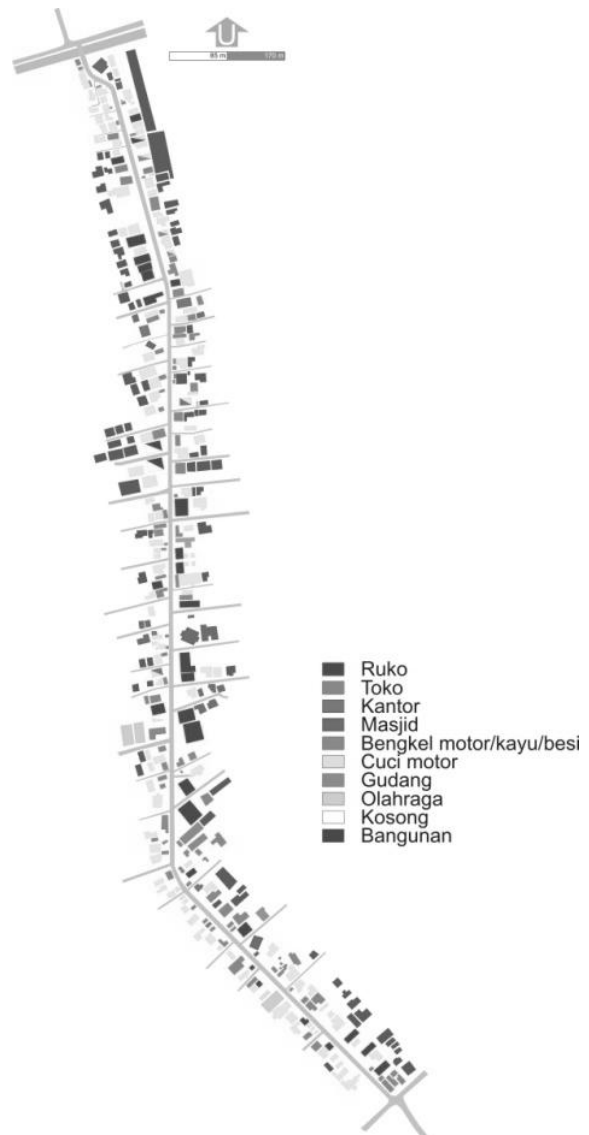 U
85 m 170 m
Ruko
Toko
Kantor
Masjid
Bengkel motor/kayu/besi
Cuci motor
Gudang
Olahraga
Kosong
Bangunan